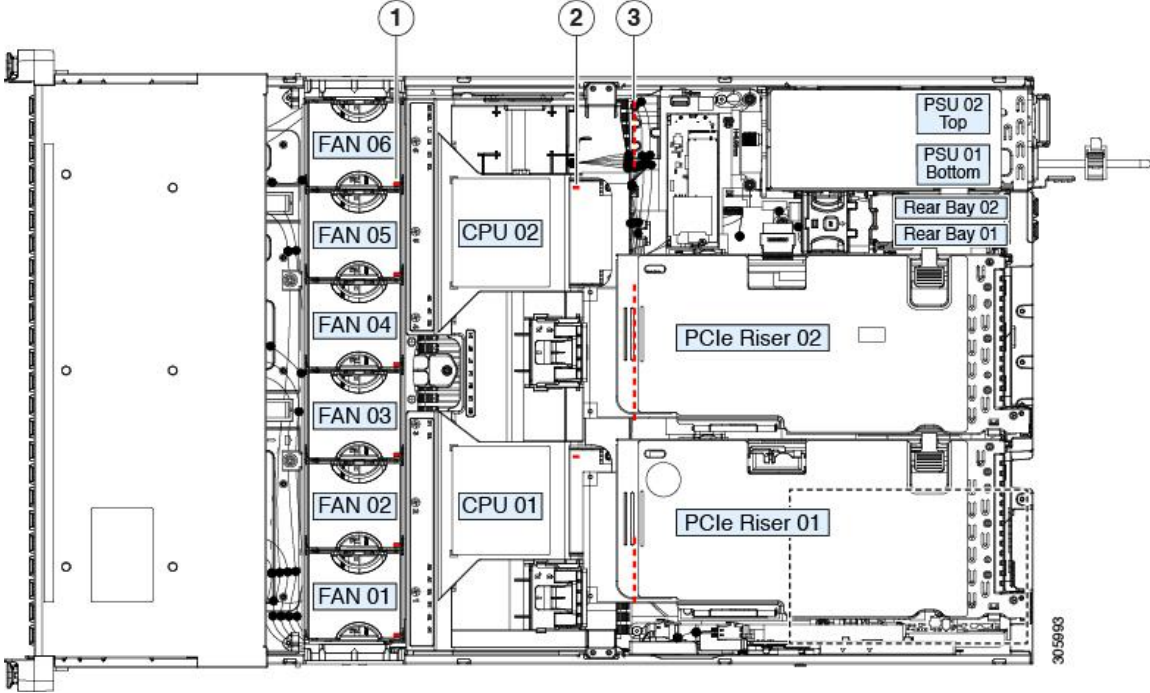 1
2
3
FAN 06
PSU 02
Top
PSU 01
Bottom
Rear Bay 02
Rear Bay 01
FAN 05
CPU 02
FAN 04
PCIe Riser 02
FAN 03
FAN 02
CPU 01
PCIe Riser 01
FAN 01
305993